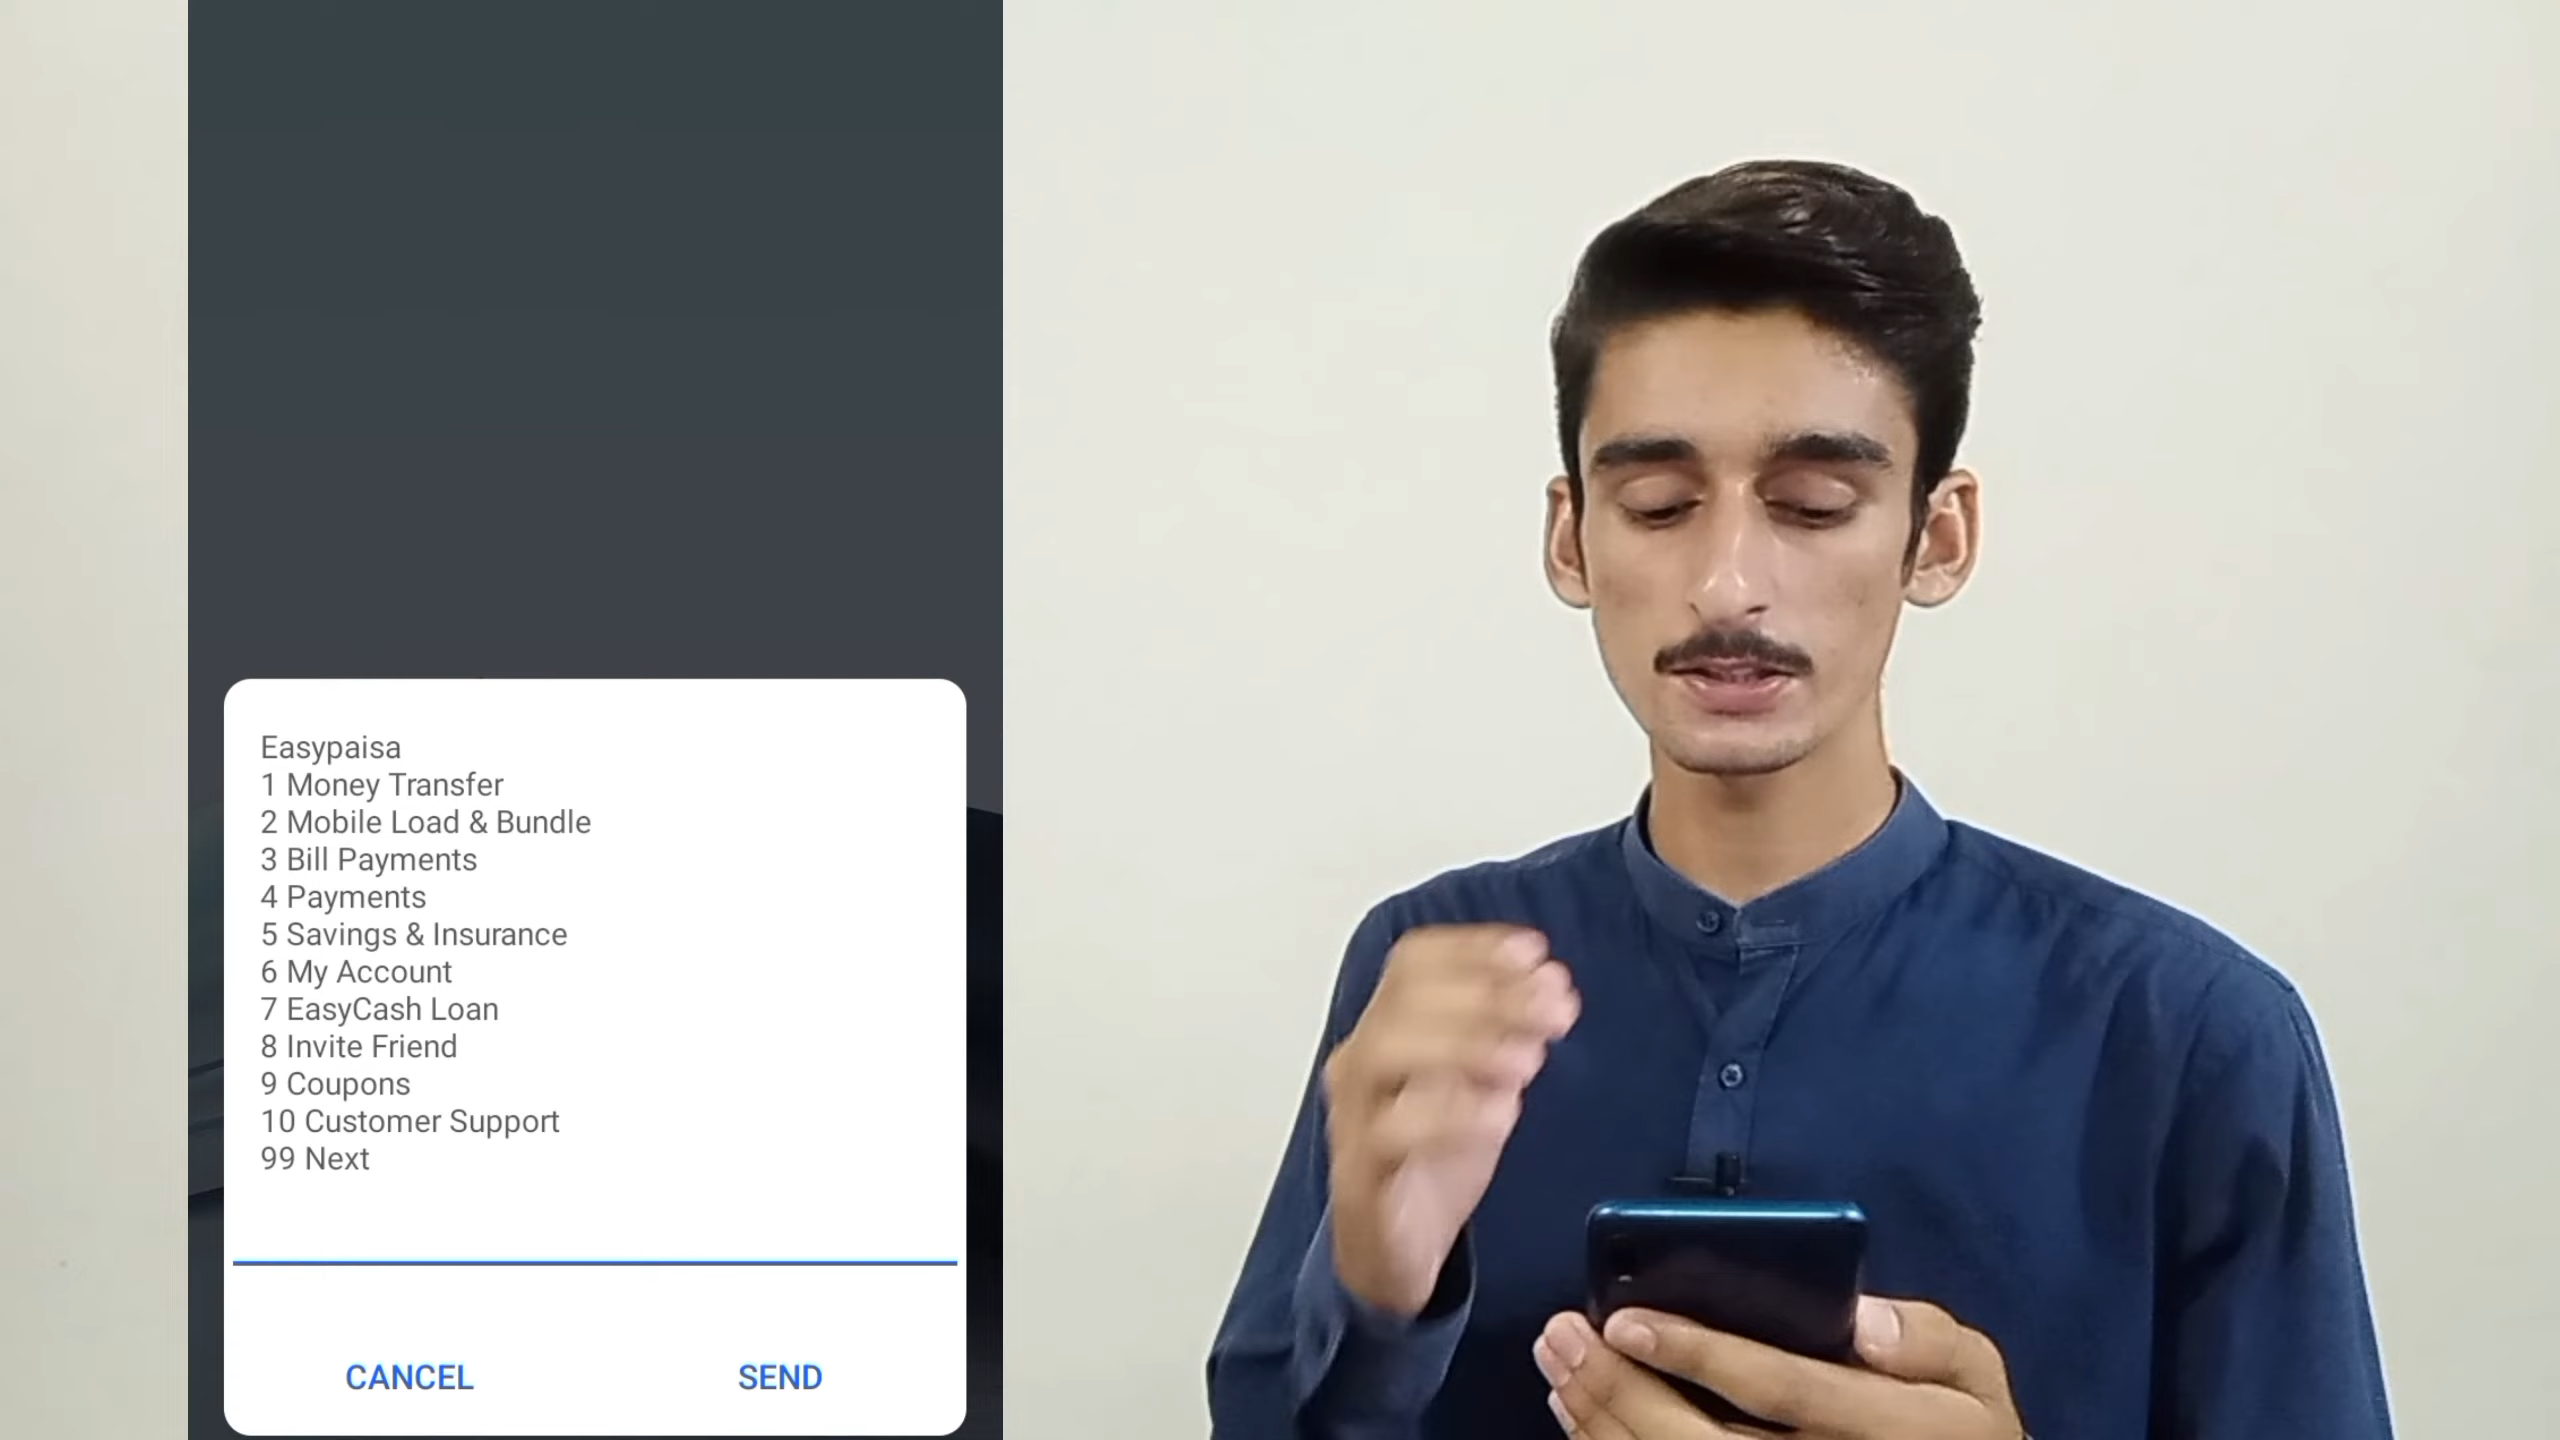 Easypaisa
1 Money Transfer
2 Mobile Load & Bundle
3 Bill Payments
4 Payments
5 Savings & Insurance
6 My Account
7 EasyCash Loan
8 Invite Friend
9 Coupons
10 Customer Support
99 Next
CANCEL
SEND